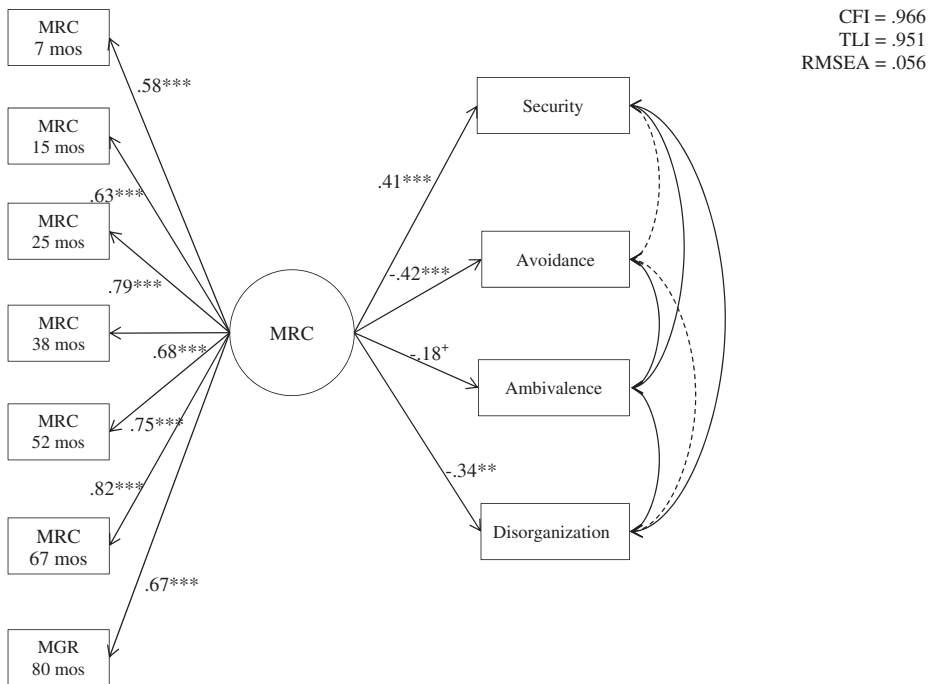 MRC
7 mos
MRC
15 mos
MRC
25 mos
MRC
38 mos
MRC
52 mos
MRC
67 mos
MGR
80 mos
.58***
.63***
.79***
.68***
.75***
.82***
.67***
MRC
.41***
-.42***
-.18+
-.34**
Security
Avoidance
Ambivalence
Disorganization
CFI = .966
TLI = .951
RMSEA = .056